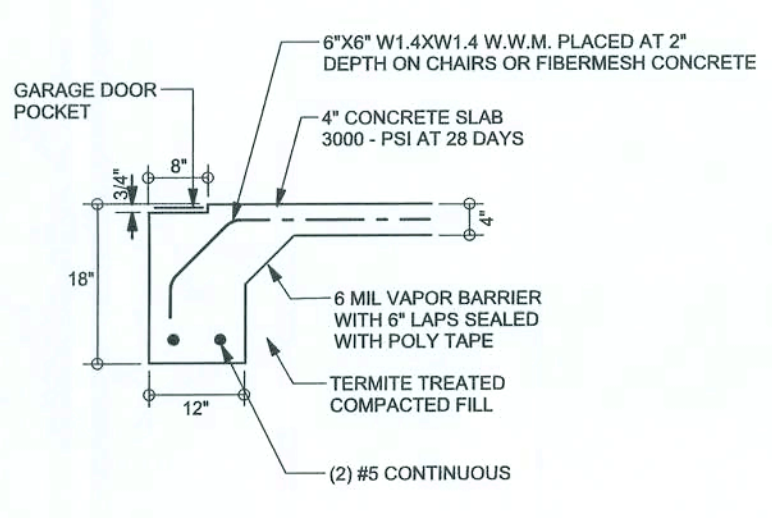 6"X6" W1.4XW1.4 W.W.M. PLACED AT 2"
DEPTH ON CHAIRS OR FIBERMESH CONCRETE
GARAGE DOOR
POCKET
4" CONCRETE SLAB
3000 - PSI AT 28 DAYS
8"
3/4"
4"
18"
6 MIL VAPOR BARRIER
WITH 6" LAPS SEALED
WITH POLY TAPE
TERMITE TREATED
COMPACTED FILL
12"
(2) #5 CONTINUOUS